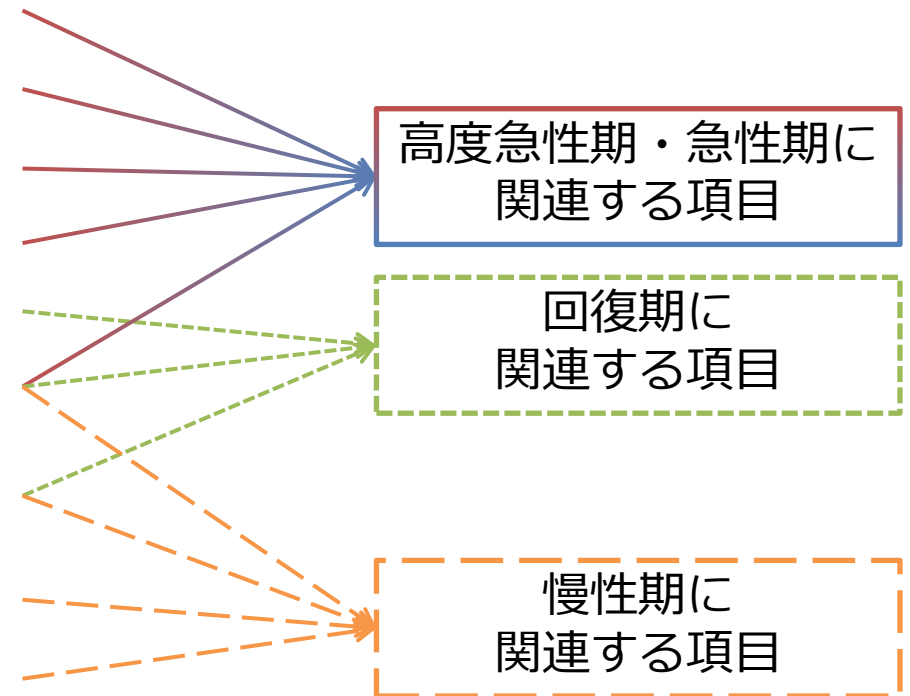 高度急性期・急性期に
関連する項目
回復期に
関連する項目
慢性期に
関連する項目